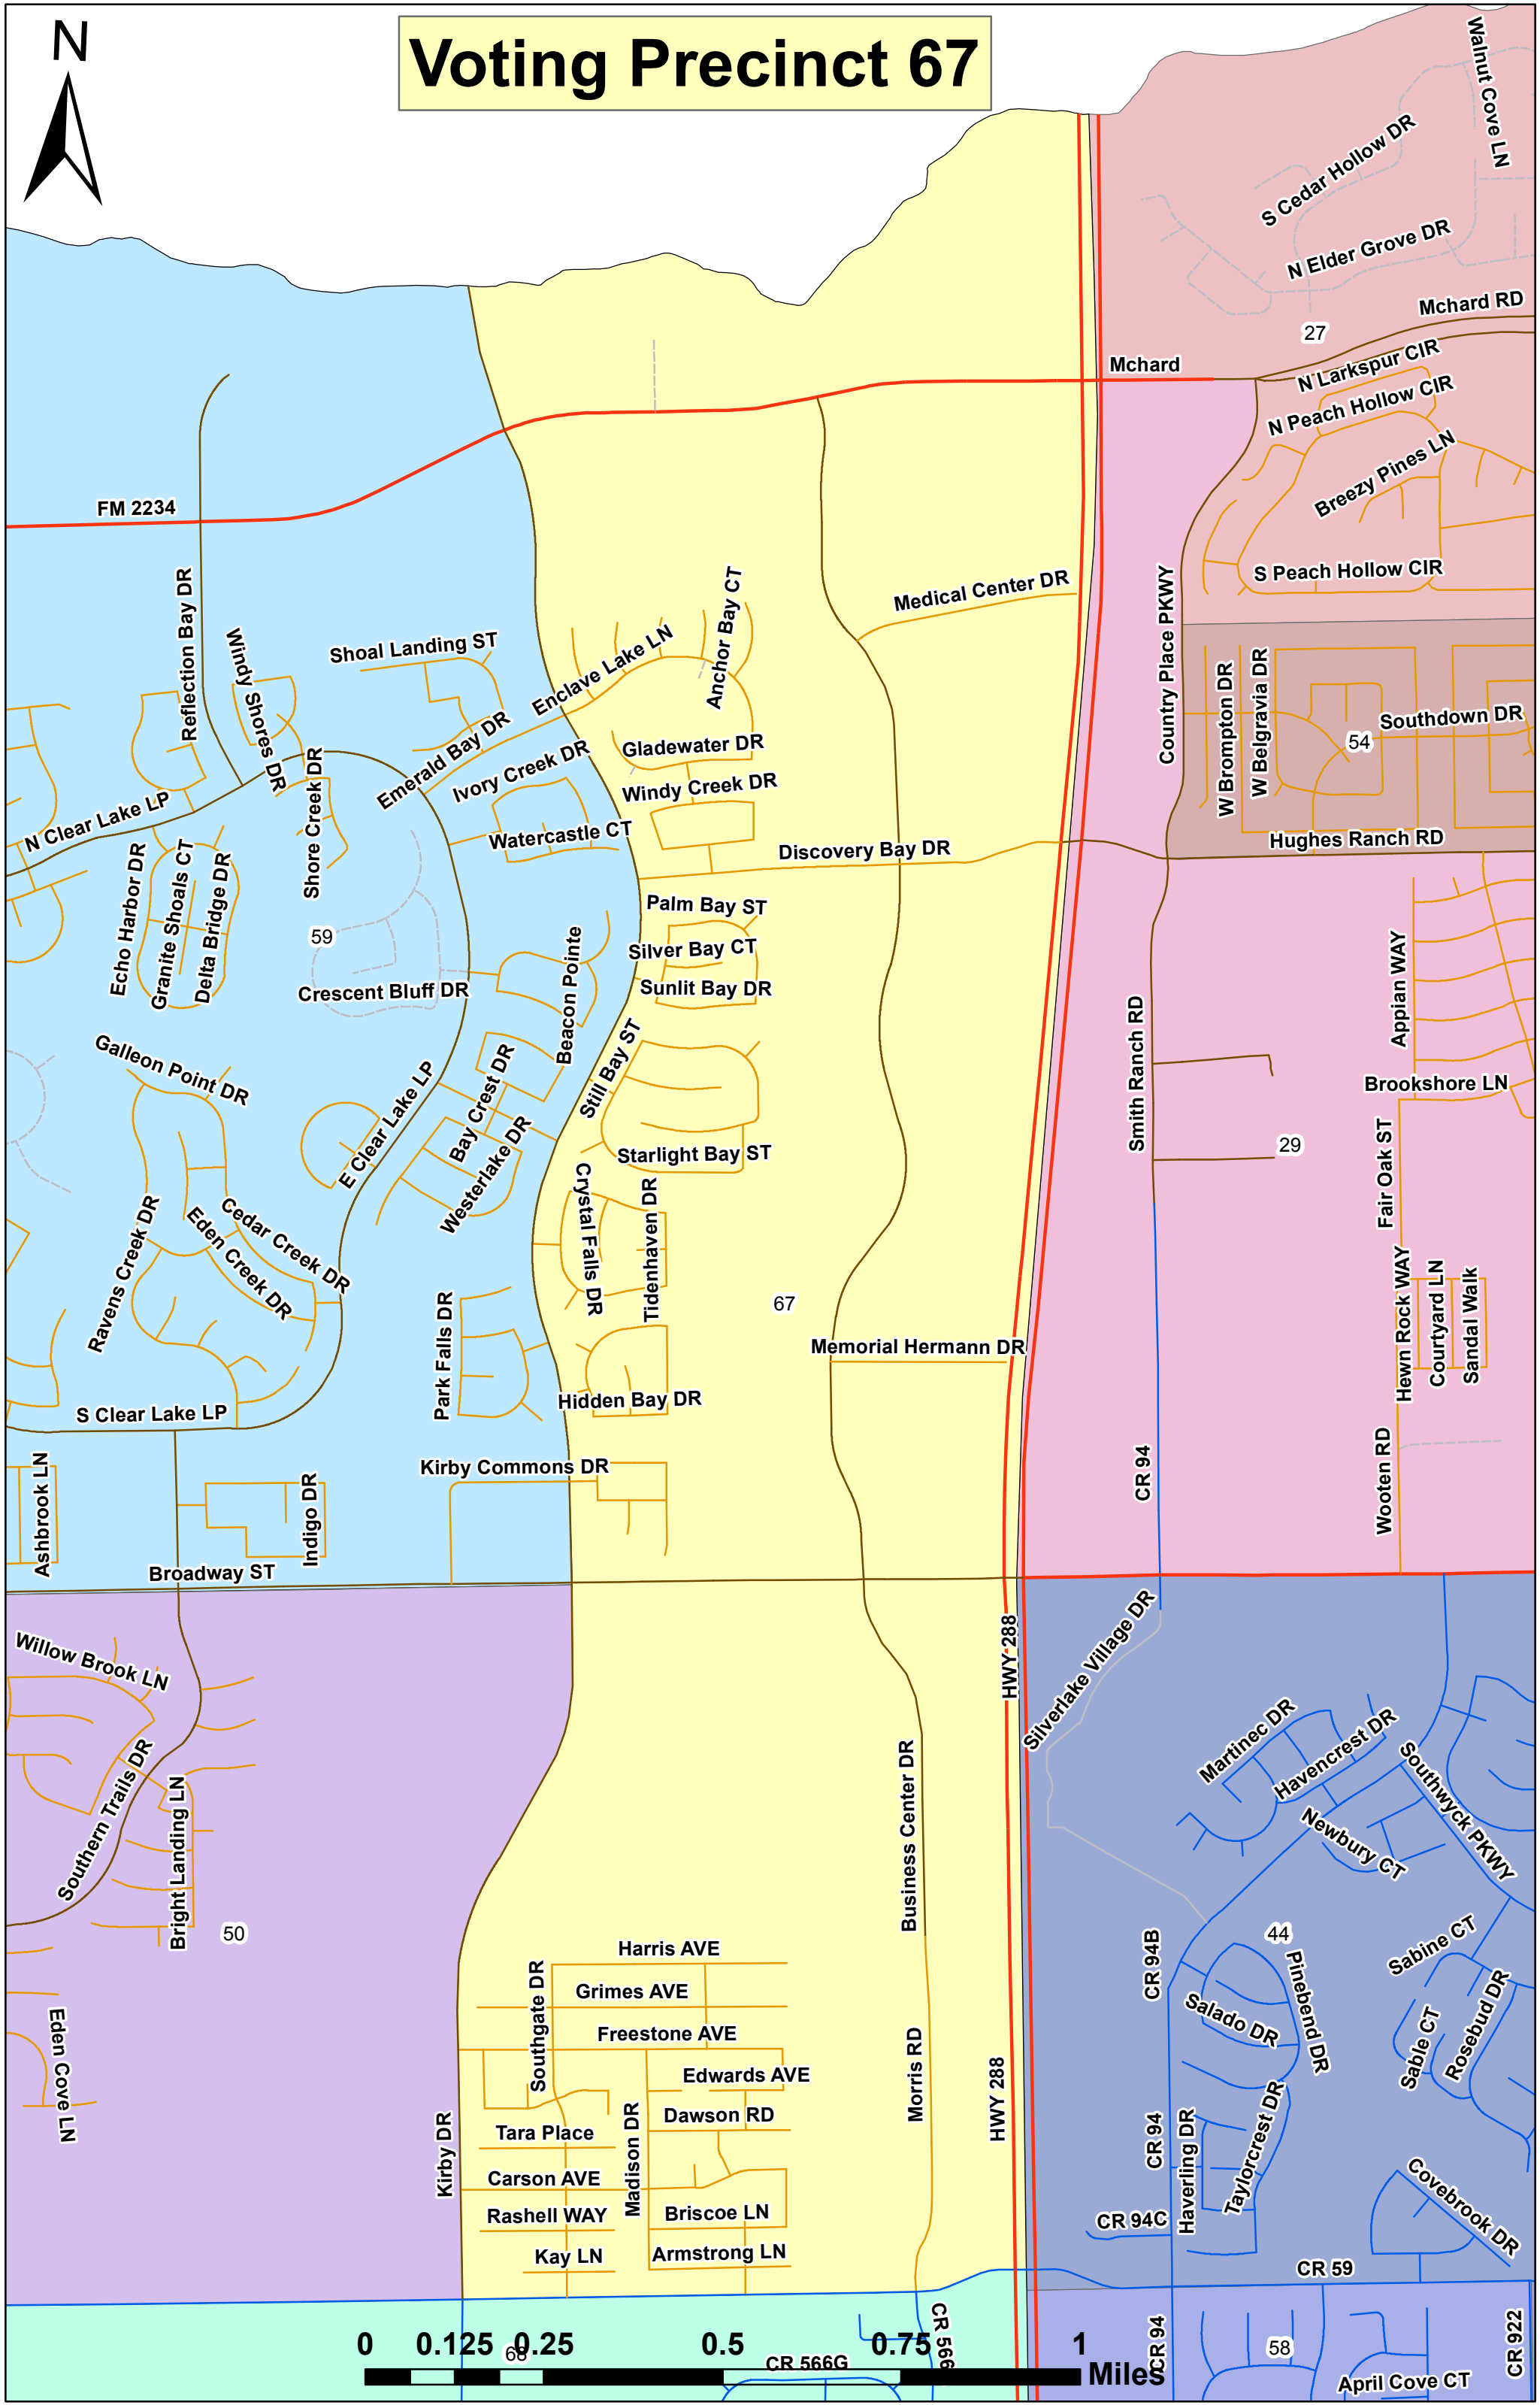 N
Voting Precinct 67
Walnut Cove LN
S Cedar Hollow DR
N Elder Grove DR
Mchard RD
27
Mchard
N Larkspur CIR
N Peach Hollow CIR
Breezy Pines LN
FM 2234
S Peach Hollow CIR
Medical Center DR
Anchor Bay CT
Country Place PKWY
Reflection Bay DR
Windy Shores DR
Shoal Landing ST
Enclave Lake LN
W Brompton DR
W Belgravia DR
Southdown DR
54
Emerald Bay DR
Ivory Creek DR
Gladewater DR
Windy Creek DR
Shore Creek DR
N Clear Lake LP
Watercastle CT
Discovery Bay DR
Hughes Ranch RD
Echo Harbor DR
Granite Shoals CT
Delta Bridge DR
59
Palm Bay ST
Silver Bay CT
Sunlit Bay DR
Crescent Bluff DR
Beacon Pointe
Appian WAY
Smith Ranch RD
Galleon Point DR
Still Bay ST
E Clear Lake LP
Bay Crest DR
Westerlake DR
Brookshore LN
29
Starlight Bay ST
Fair Oak ST
Crystal Falls DR
Tidenhaven DR
Ravens Creek DR
Eden Creek DR
Cedar Creek DR
67
Park Falls DR
Memorial Hermann DR
Hewn Rock WAY
Courtyard LN
Sandal Walk
Hidden Bay DR
S Clear Lake LP
Kirby Commons DR
CR 94
Wooten RD
Ashbrook LN
Indigo DR
Broadway ST
Willow Brook LN
HWY 288
Silverlake Village DR
Martinec DR
Havencrest DR
Southwyck PKWY
Newbury CT
Southern Trails DR
Bright Landing LN
Business Center DR
50
44
Harris AVE
Grimes AVE
Freestone AVE
Edwards AVE
Dawson RD
Southgate DR
CR 94B
Sabine CT
Pinebend DR
Salado DR
Sable CT
Rosebud DR
Eden Cove LN
Morris RD
HWY 288
Kirby DR
Tara Place
Madison DR
Carson AVE
Rashell WAY
Briscoe LN
Kay LN
Armstrong LN
CR 94
Haverling DR
Taylorcrest DR
Covebrook DR
CR 94C
CR 59
CR 566
CR 566G
68
0 0.125 0.25 0.5 0.75 1
Miles
CR 94
58
CR 922
April Cove CT